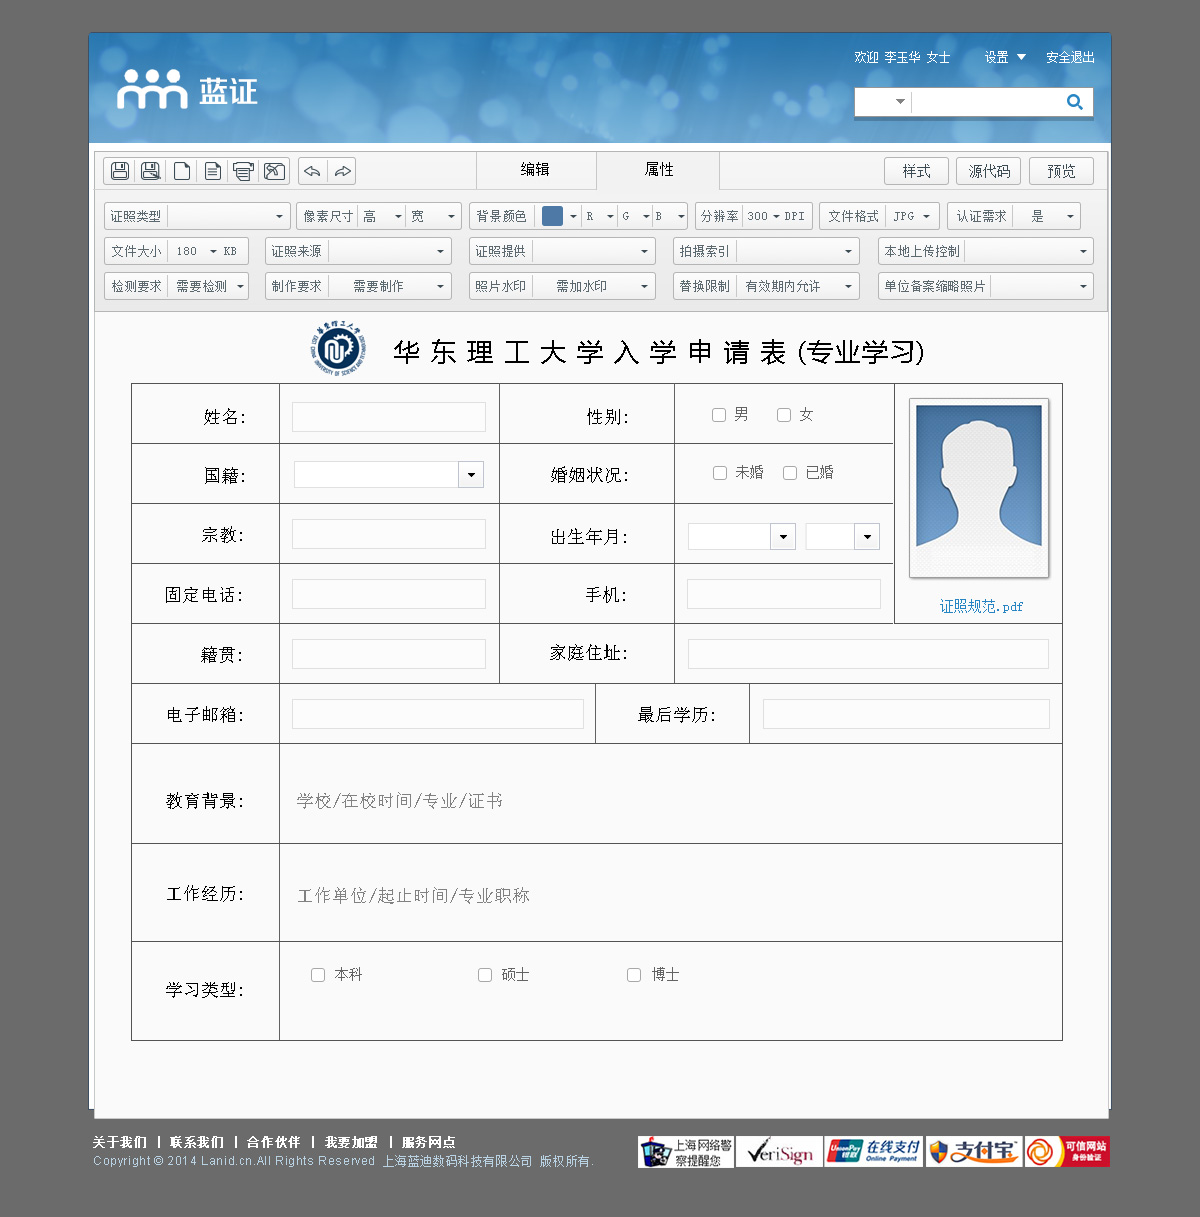 欢迎 李玉华 女士 设置 安全退出
蓝证
编辑 属性 样式 源代码 预览
证照类型 像素尺寸 高 宽 背景颜色 R G B 分辨率 300 DPI 文件格式 JPG 认证需求 是
文件大小 180 KB 证照来源 证照提供 拍摄索引 本地上传控制
检测要求 需要检测 制作要求 需要制作 照片水印 需加水印 替换限制 有效期内允许 单位备案缩略照片
华东理工大学入学申请表 (专业学习)
姓名: 性别: 男 女
国籍: 婚姻状况: 未婚 已婚
宗教: 出生年月:
固定电话: 手机: 证照规范.pdf
籍贯: 家庭住址:
电子邮箱: 最后学历:
教育背景: 学校/在校时间/专业/证书
工作经历: 工作单位/起止时间/专业职称
学习类型: 本科 硕士 博士
关于我们 | 联系我们 | 合作伙伴 | 我要加盟 | 服务网点
Copyright © 2014 Lanid.cn.All Rights Reserved 上海蓝迪数码科技有限公司 版权所有.
上海网络警
察提醒您
VeriSign
UnionPay
银联
在线支付
Online Payment
支付宝
可信网站
身份验证